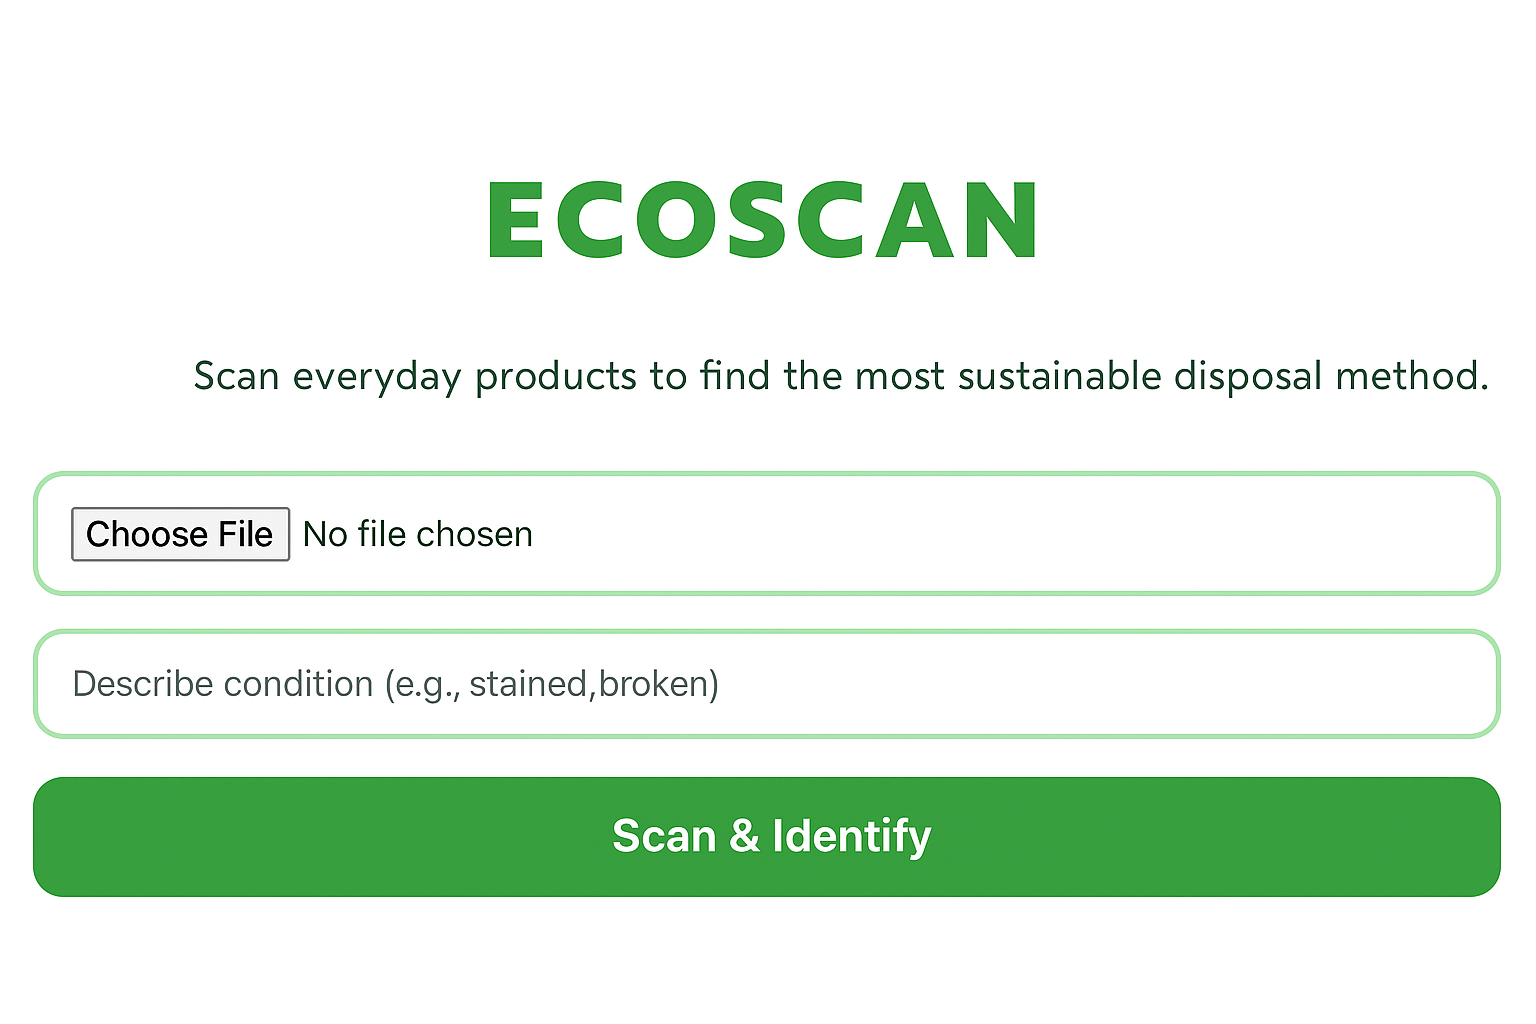 ECOSCAN
Scan everyday products to find the most sustainable disposal method.
Choose File No file chosen
Describe condition (e.g., stained,broken)
Scan & Identify